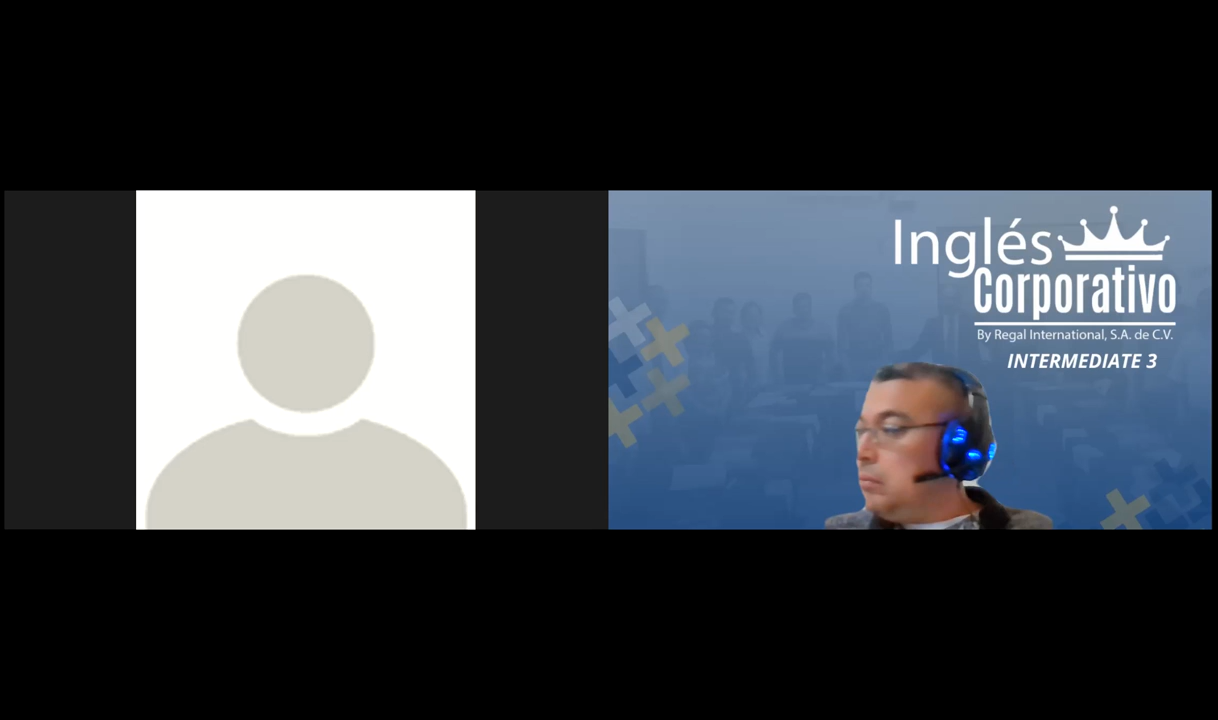 Inglés
Corporativo
By Regal International, S.A. de C.V.
INTERMEDIATE 3